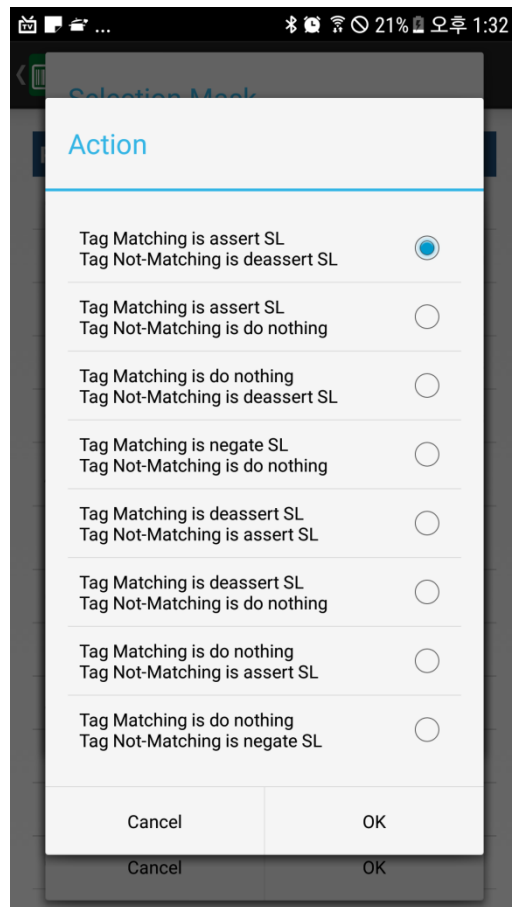 ... 21% 오후 1:32
Selection Mask
Action
Tag Matching is assert SL
Tag Not-Matching is deassert SL
Tag Matching is assert SL
Tag Not-Matching is do nothing
Tag Matching is do nothing
Tag Not-Matching is deassert SL
Tag Matching is negate SL
Tag Not-Matching is do nothing
Tag Matching is deassert SL
Tag Not-Matching is assert SL
Tag Matching is deassert SL
Tag Not-Matching is do nothing
Tag Matching is do nothing
Tag Not-Matching is assert SL
Tag Matching is do nothing
Tag Not-Matching is negate SL
Cancel OK
Cancel OK